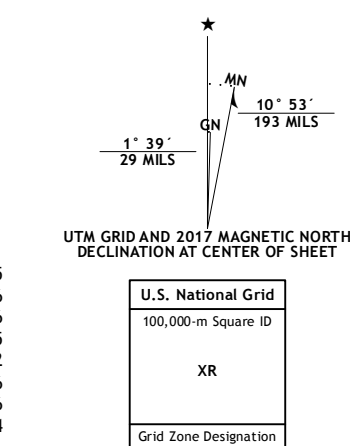 ★
MN
GN
10° 53´
193 MILS
1° 39´
29 MILS
UTM GRID AND 2017 MAGNETIC NORTH
DECLINATION AT CENTER OF SHEET
U.S. National Grid
100,000-m Square ID
XR
Grid Zone Designation